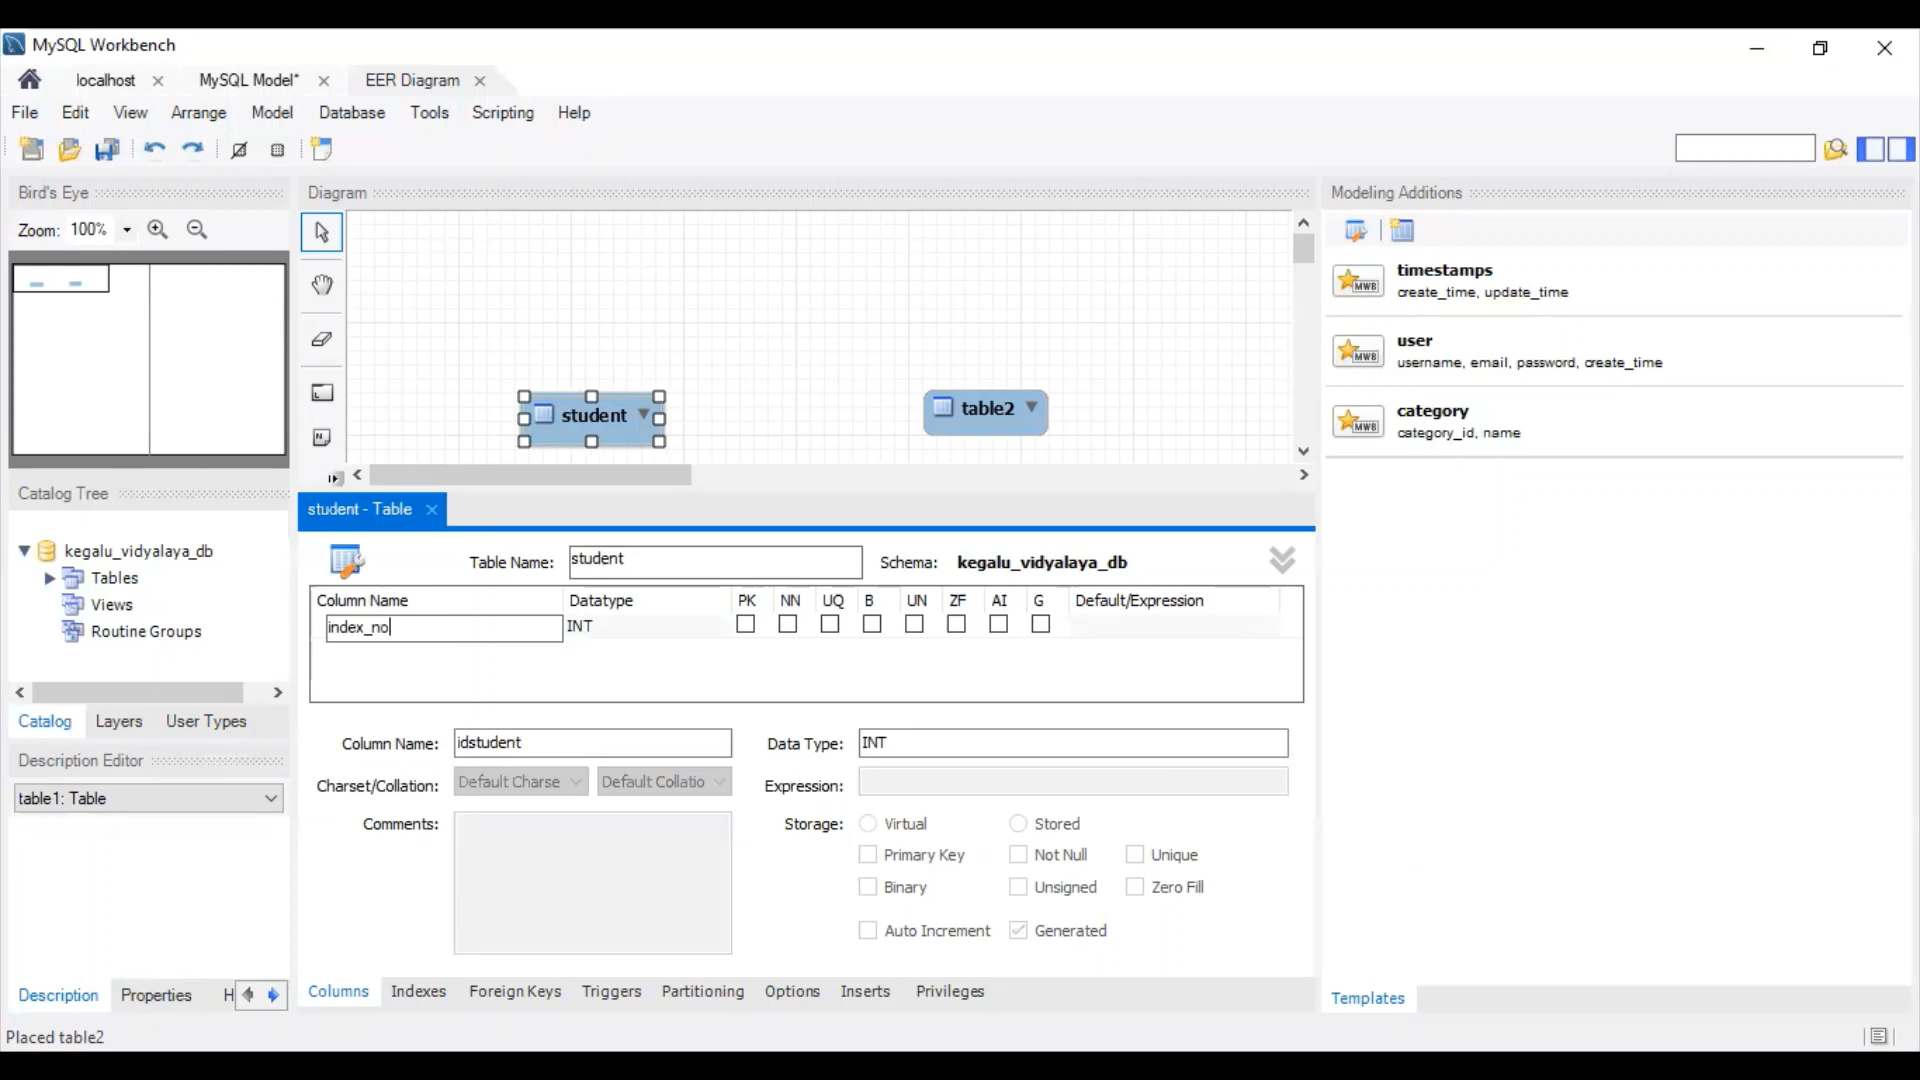 MySQL Workbench
localhost MySQL Model* EER Diagram
File Edit View Arrange Model Database Tools Scripting Help
Bird's Eye
Zoom: 100%
Diagram
student
table2
Modeling Additions
MWB
timestamps
create_time, update_time
MWB
user
username, email, password, create_time
MWB
category
category_id, name
Catalog Tree
kegalu_vidyalaya_db
Tables
Views
Routine Groups
Catalog Layers User Types
Description Editor
table1: Table
Description Properties H
student - Table
Table Name: student Schema: kegalu_vidyalaya_db
Column Name Datatype PK NN UQ B UN ZF AI G Default/Expression
index_no INT
Column Name: idstudent Data Type: INT
Charset/Collation: Default Charse Default Collatio Expression:
Comments: Storage: Virtual Stored
Primary Key Not Null Unique
Binary Unsigned Zero Fill
Auto Increment Generated
Columns Indexes Foreign Keys Triggers Partitioning Options Inserts Privileges
Templates
Placed table2